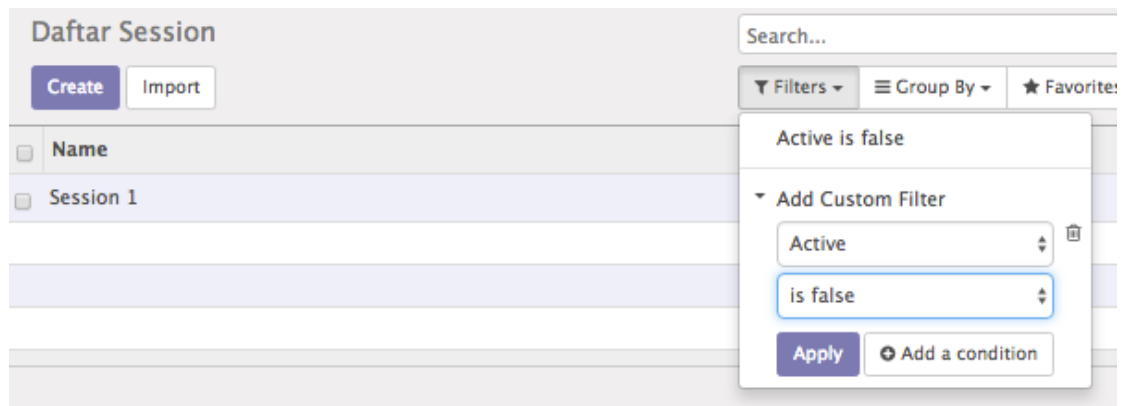 Daftar Session
Search...
Create Import
Filters Group By Favorites
Name
Session 1
Active is false
Add Custom Filter
Active
is false
Apply Add a condition